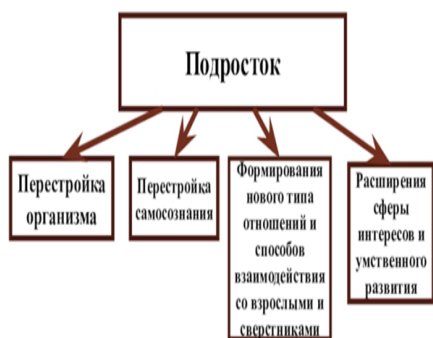 Подросток
Перестройка
организма
Перестройка
самосознания
Формирования
нового типа
отношений и
способов
взаимодействия
со взрослыми и
сверстниками
Расширения
сферы
интересов и
умственного
развития